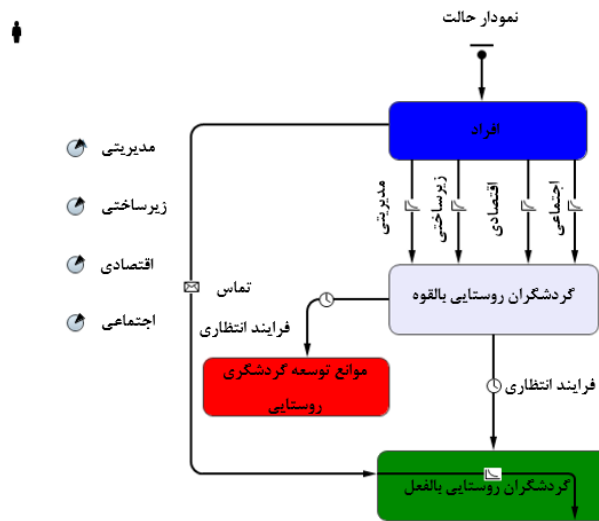 نمودار حالت
افراد
مدیریتی
زیرساختی
اقتصادی
اجتماعی
مدیریتی
زیرساختی
اقتصادی
اجتماعی
تماس
گردشگران روستایی بالقوه
فرایند انتظاری
موانع توسعه گردشگری
روستایی
فرایند انتظاری
گردشگران روستایی بالفعل